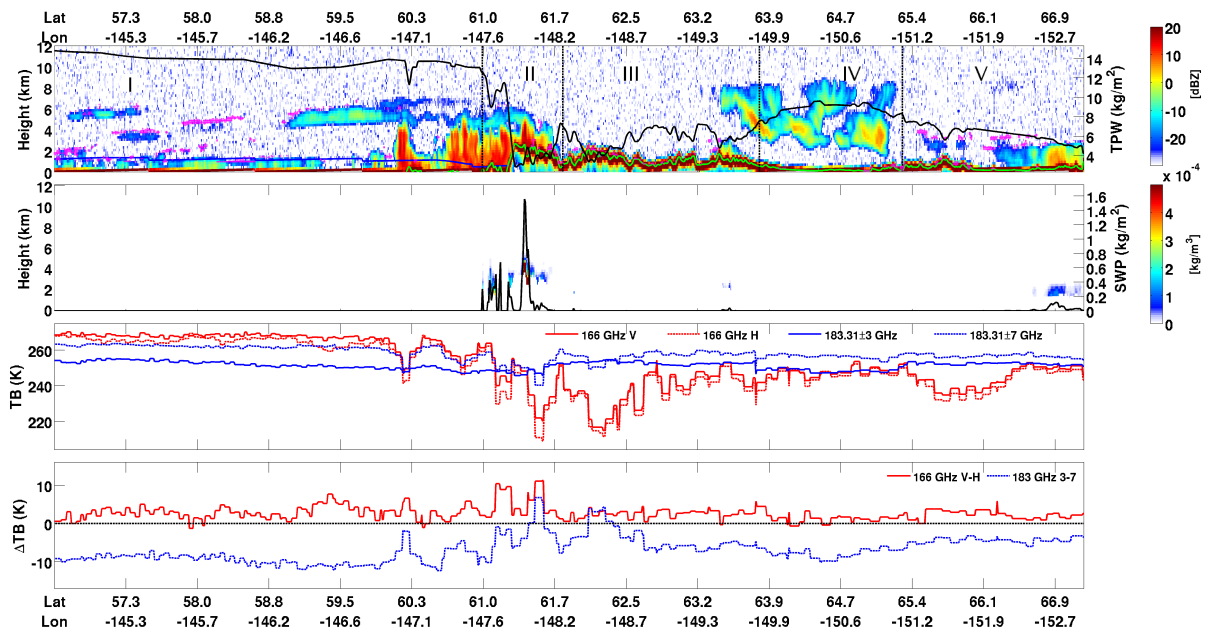 Lat 57.3 58.0 58.8 59.5 60.3 61.0 61.7 62.5 63.2 63.9 64.7 65.4 66.1 66.9
Lon -145.3 -145.7 -146.2 -146.6 -147.1 -147.6 -148.2 -148.7 -149.3 -149.9 -150.6 -151.2 -151.9 -152.7
12
10
8
6
4
2
0
Height (km)
I II III IV V
14
12
10
8
6
4
TPW (kg/m²)
20
10
0
-10
-20
[dBZ]
12
10
8
6
4
2
0
Height (km)
1.6
1.4
1.2
1
0.8
0.6
0.4
0.2
0
SWP (kg/m²)
x 10⁻⁴
4
3
2
1
0
[kg/m³]
166 GHz V 166 GHz H 183.31±3 GHz 183.31±7 GHz
260
240
220
TB (K)
166 GHz V-H 183 GHz 3-7
10
0
-10
ΔTB (K)
Lat 57.3 58.0 58.8 59.5 60.3 61.0 61.7 62.5 63.2 63.9 64.7 65.4 66.1 66.9
Lon -145.3 -145.7 -146.2 -146.6 -147.1 -147.6 -148.2 -148.7 -149.3 -149.9 -150.6 -151.2 -151.9 -152.7